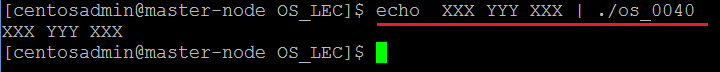 [centosadmin@master-node OS_LEC]$ echo  XXX YYY XXX | ./os_0040
XXX YYY XXX
[centosadmin@master-node OS_LEC]$